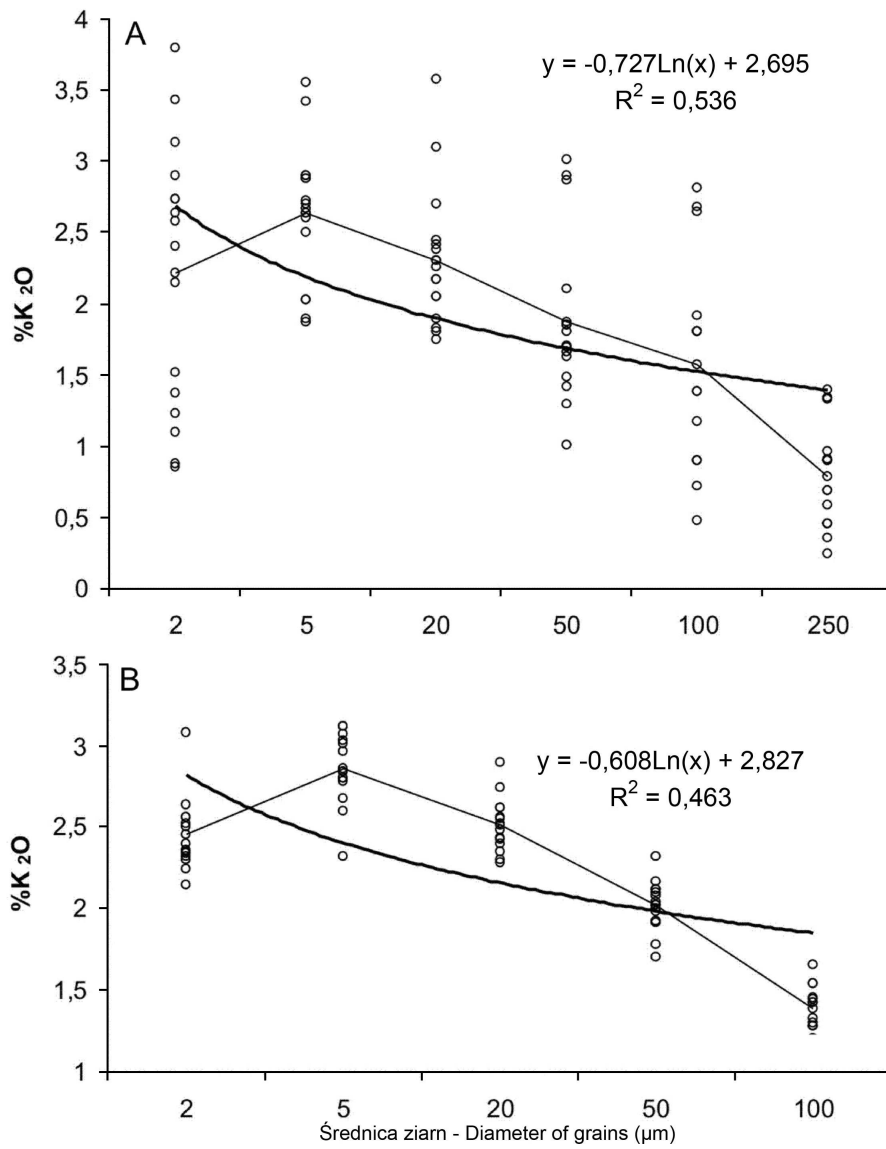 A
y = -0,727Ln(x) + 2,695
R² = 0,536
%K ₂O
4
3,5
3
2,5
2
1,5
1
0,5
0
2 5 20 50 100 250
B
y = -0,608Ln(x) + 2,827
R² = 0,463
%K ₂O
3,5
3
2,5
2
1,5
1
2 5 20 50 100
Średnica ziarn - Diameter of grains (µm)